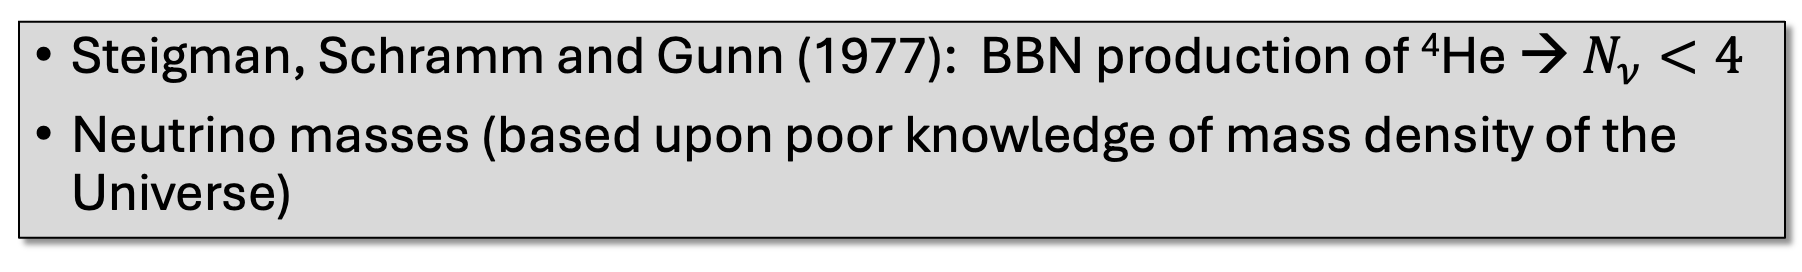 • Steigman, Schramm and Gunn (1977):  BBN production of ⁴He → N_ν < 4
• Neutrino masses (based upon poor knowledge of mass density of the
Universe)